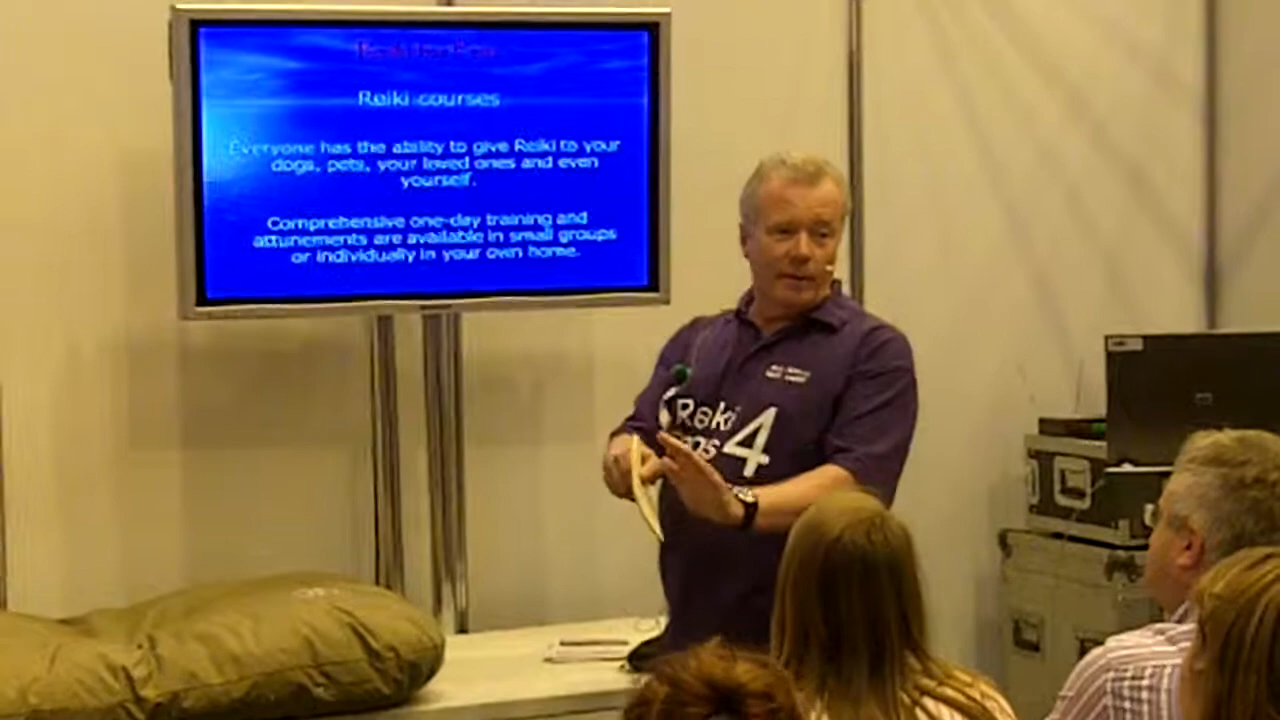 Reiki courses
Everyone has the ability to give Reiki to your
dogs, pets, your loved ones and even
yourself.
Comprehensive one-day training and
attunements are available in small groups
or individually in your own home.
Reiki
4